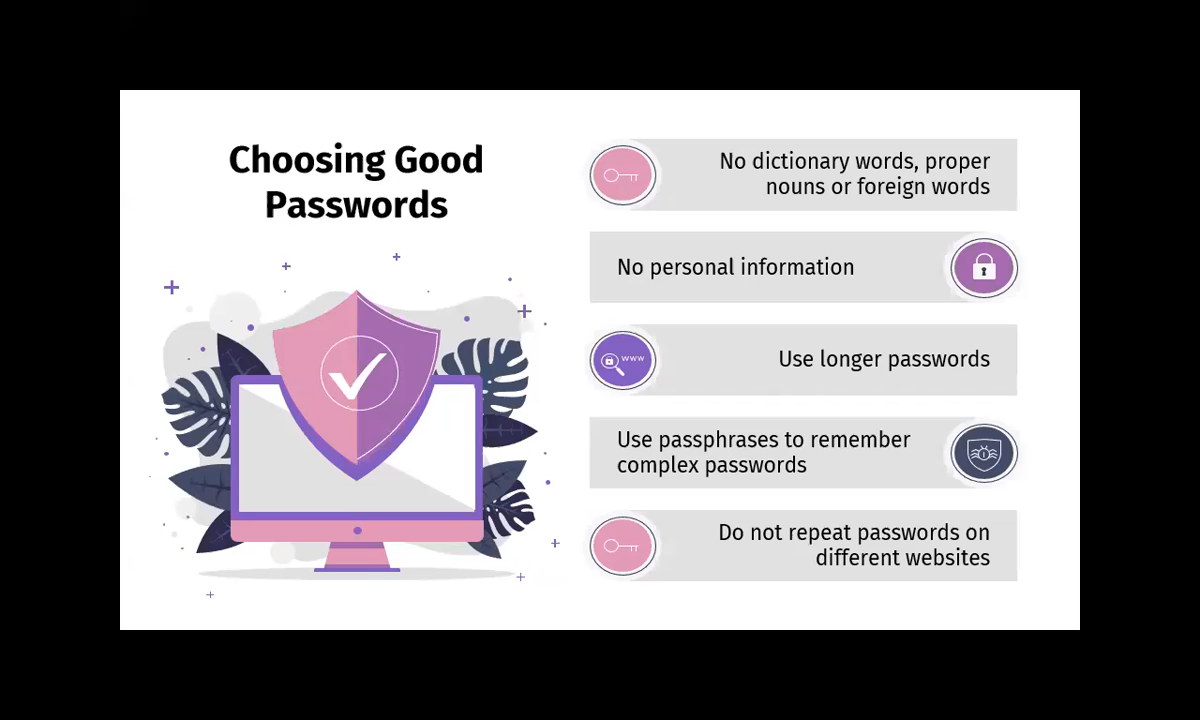 Choosing Good
Passwords
No dictionary words, proper
nouns or foreign words
No personal information
www
Use longer passwords
Use passphrases to remember
complex passwords
Do not repeat passwords on
different websites